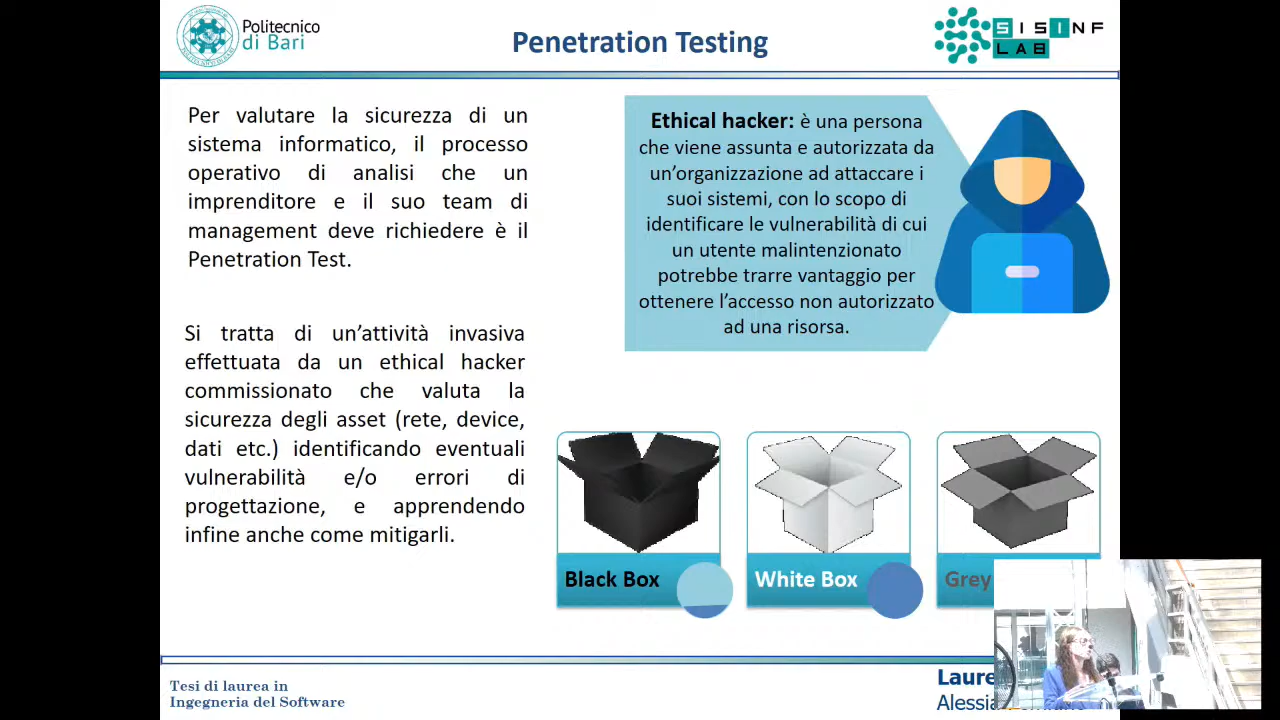 Politecnico
di Bari
Penetration Testing
SISINF
LAB
Per valutare la sicurezza di un
sistema informatico, il processo
operativo di analisi che un
imprenditore e il suo team di
management deve richiedere è il
Penetration Test.
Si tratta di un’attività invasiva
effettuata da un ethical hacker
commissionato che valuta la
sicurezza degli asset (rete, device,
dati etc.) identificando eventuali
vulnerabilità e/o errori di
progettazione, e apprendendo
infine anche come mitigarli.
Ethical hacker: è una persona
che viene assunta e autorizzata da
un’organizzazione ad attaccare i
suoi sistemi, con lo scopo di
identificare le vulnerabilità di cui
un utente malintenzionato
potrebbe trarre vantaggio per
ottenere l’accesso non autorizzato
ad una risorsa.
Black Box
White Box
Grey
Tesi di laurea in
Ingegneria del Software